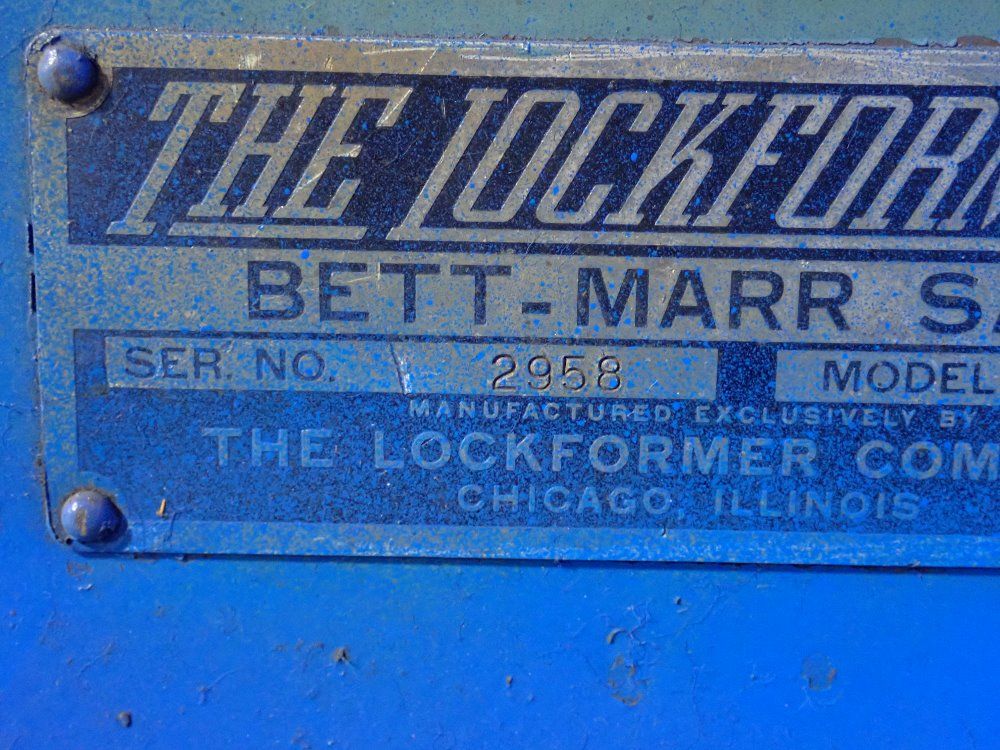 THE LOCKFORM
BETT-MARR S
SER. NO. 2958 MODEL
MANUFACTURED EXCLUSIVELY BY
THE LOCKFORMER COM
CHICAGO, ILLINOIS